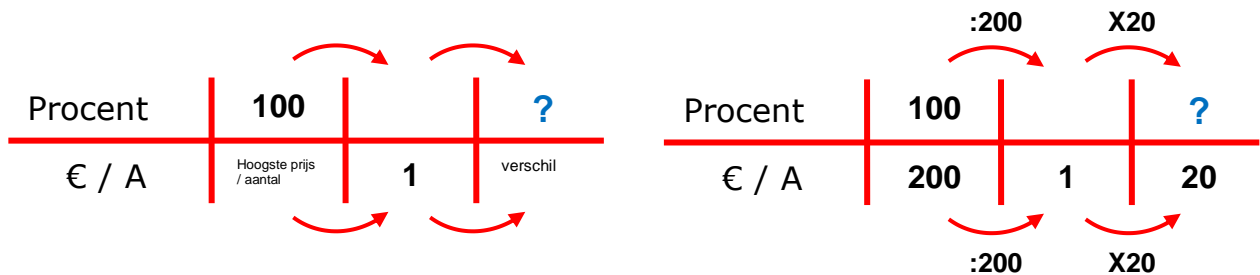 Procent 100 ?
€ / A Hoogste prijs / aantal 1 verschil
:200 X20
Procent 100 ?
€ / A 200 1 20
:200 X20